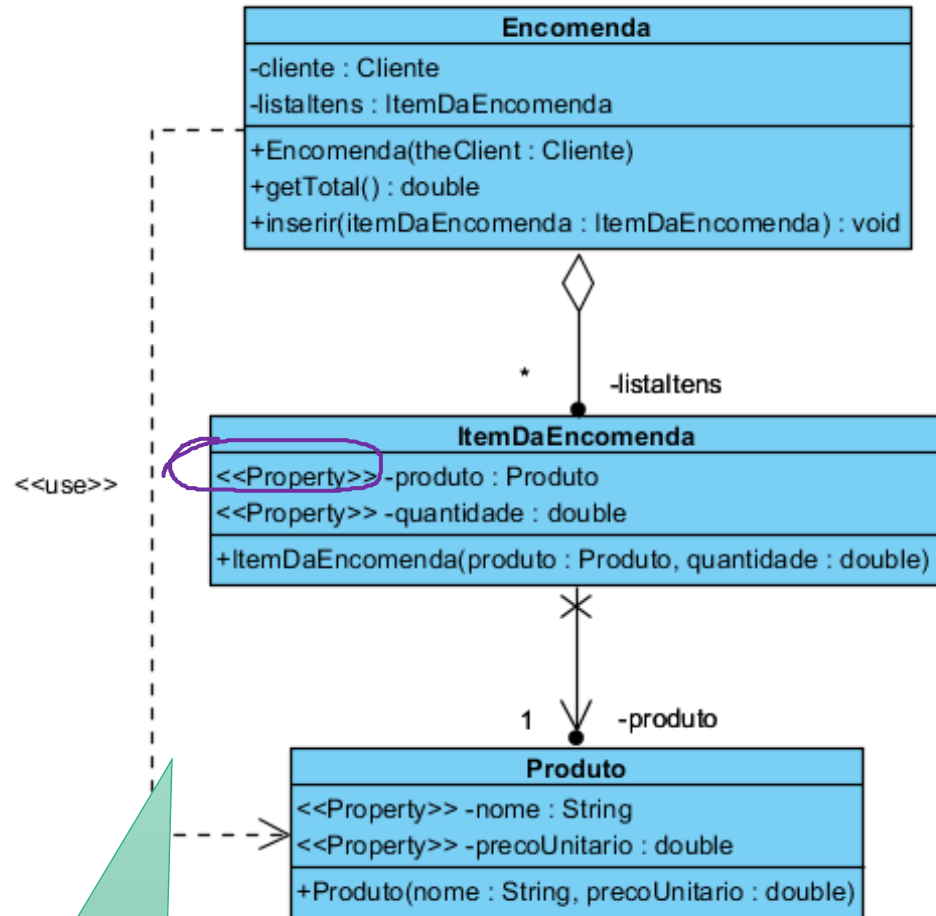 Encomenda
-cliente : Cliente
-listaItens : ItemDaEncomenda
+Encomenda(theClient : Cliente)
+getTotal() : double
+inserir(itemDaEncomenda : ItemDaEncomenda) : void
* -listaItens
ItemDaEncomenda
<<use>>
<<Property>> -produto : Produto
<<Property>> -quantidade : double
+ItemDaEncomenda(produto : Produto, quantidade : double)
1 -produto
Produto
<<Property>> -nome : String
<<Property>> -precoUnitario : double
+Produto(nome : String, precoUnitario : double)